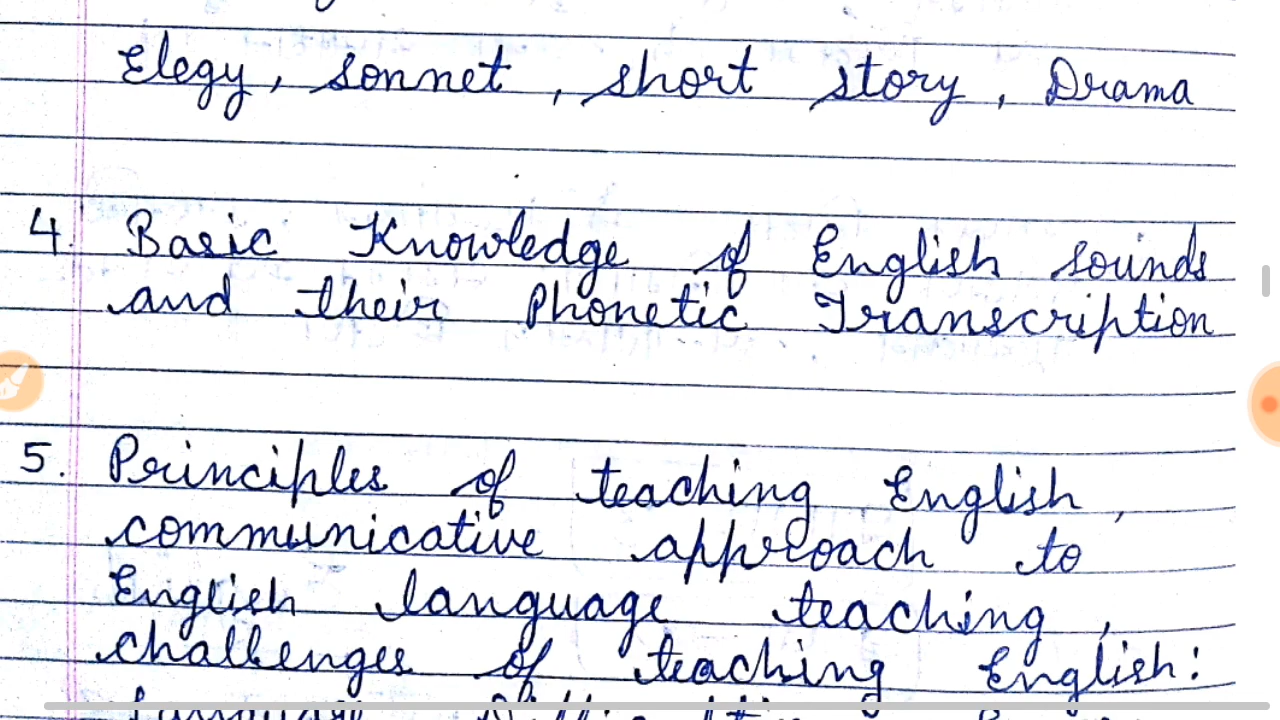 Elegy, Sonnet, short story, Drama
4. Basic Knowledge of English sounds
and their Phonetic Transcription
5. Principles of teaching English,
communicative approach to
English language teaching,
challenges of teaching English: